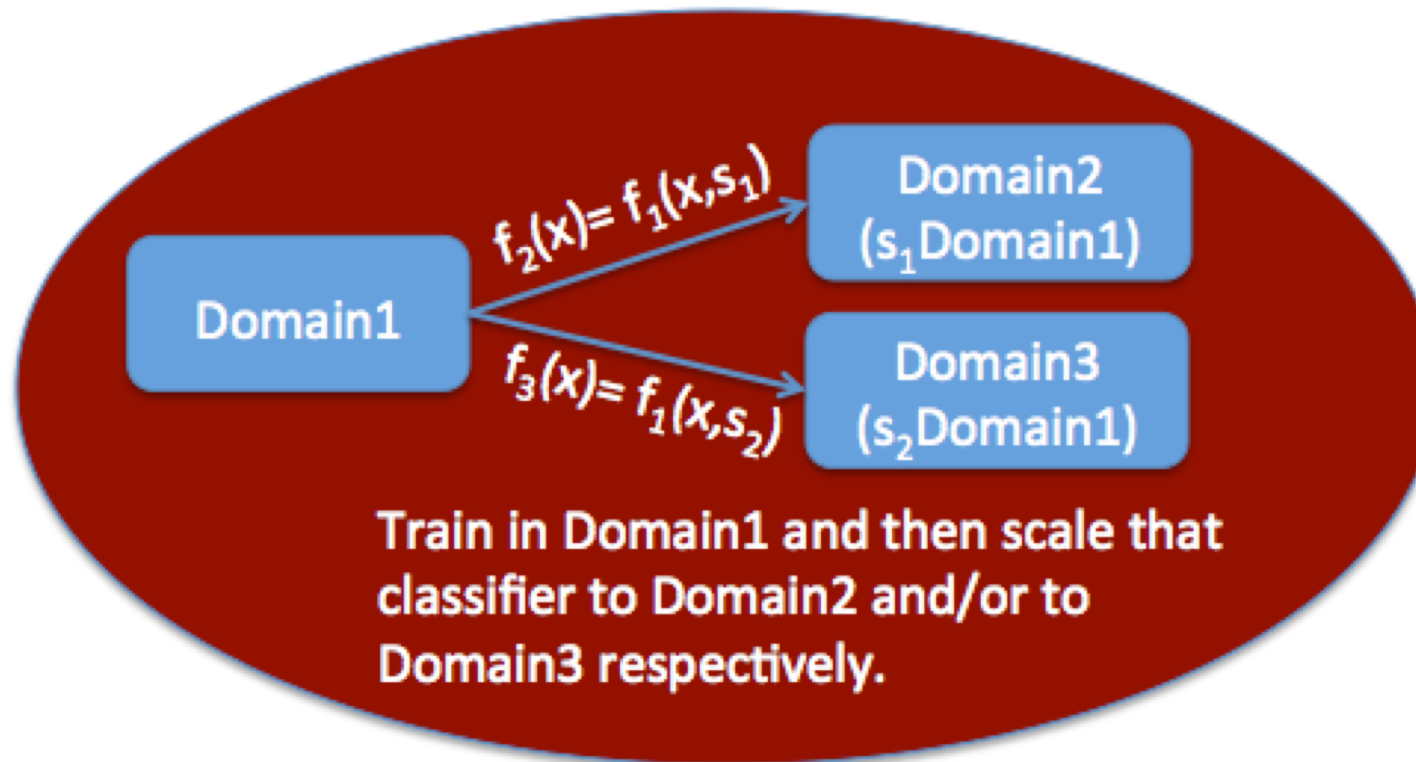 Domain1
f₂(x)= f₁(x,s₁)
Domain2
(s₁Domain1)
f₃(x)= f₁(x,s₂)
Domain3
(s₂Domain1)
Train in Domain1 and then scale that
classifier to Domain2 and/or to
Domain3 respectively.